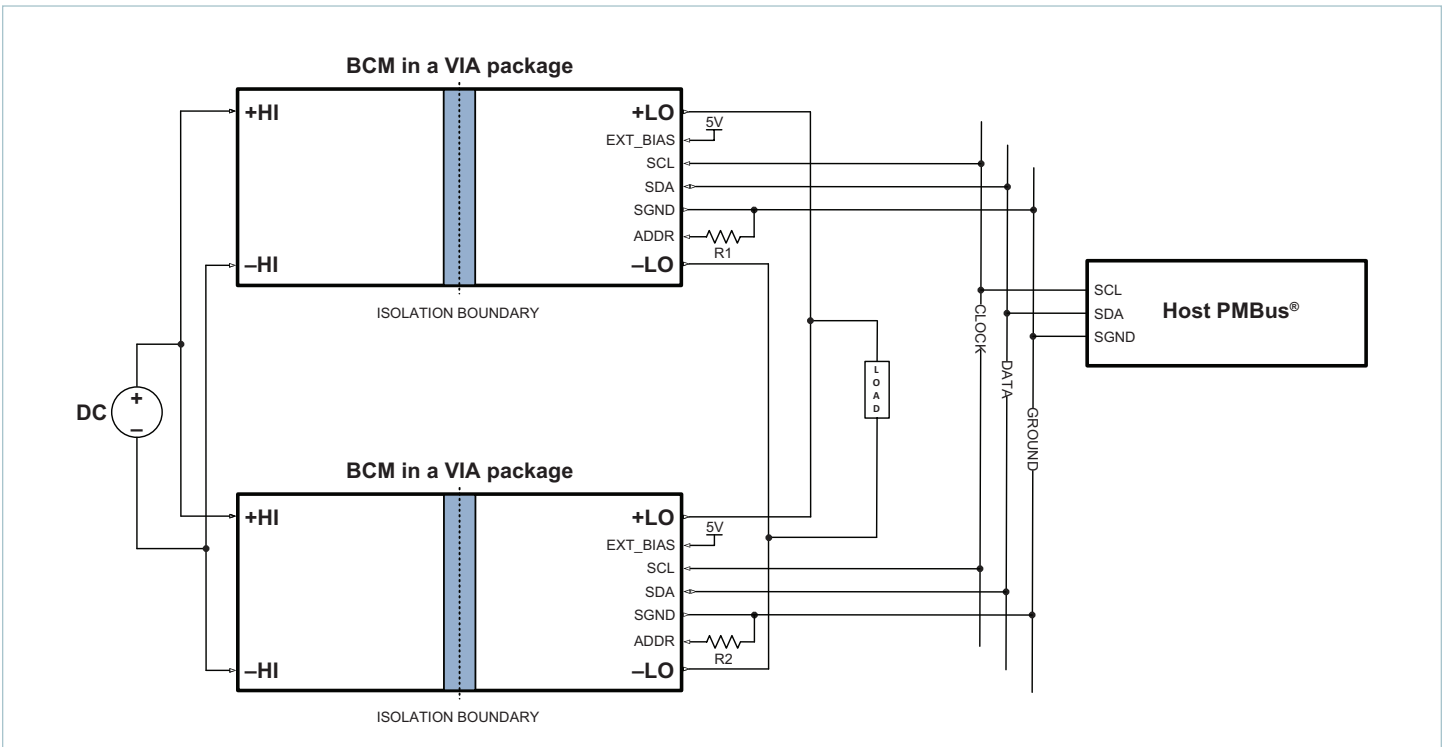 BCM in a VIA package
+HI
–HI
+LO
5V
EXT_BIAS
SCL
SDA
SGND
ADDR
R1
–LO
ISOLATION BOUNDARY
DC
+
–
LOAD
CLOCK
DATA
GROUND
SCL
SDA
SGND
Host PMBus®
BCM in a VIA package
+HI
–HI
+LO
5V
EXT_BIAS
SCL
SDA
SGND
ADDR
R2
–LO
ISOLATION BOUNDARY